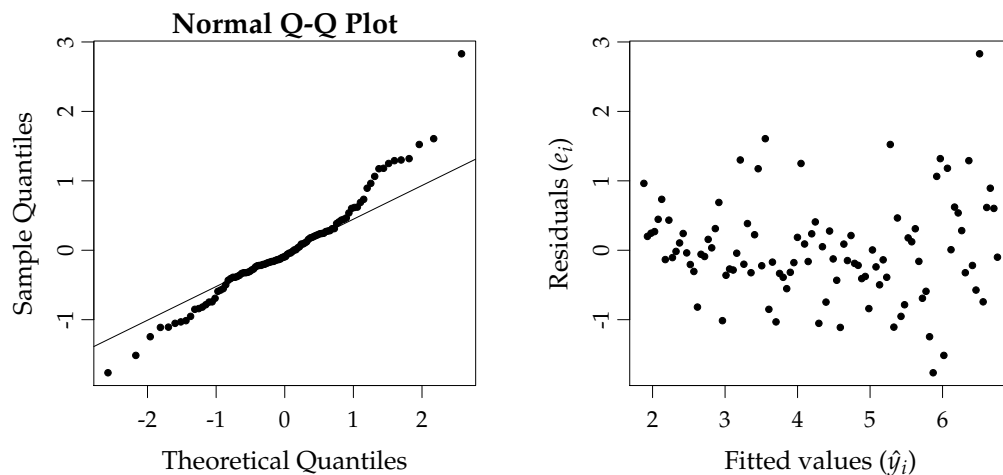 Normal Q-Q Plot
Sample Quantiles
3
2
1
0
-1
-2 -1 0 1 2
Theoretical Quantiles
Residuals (e_i)
3
2
1
0
-1
2 3 4 5 6
Fitted values (ŷ_i)